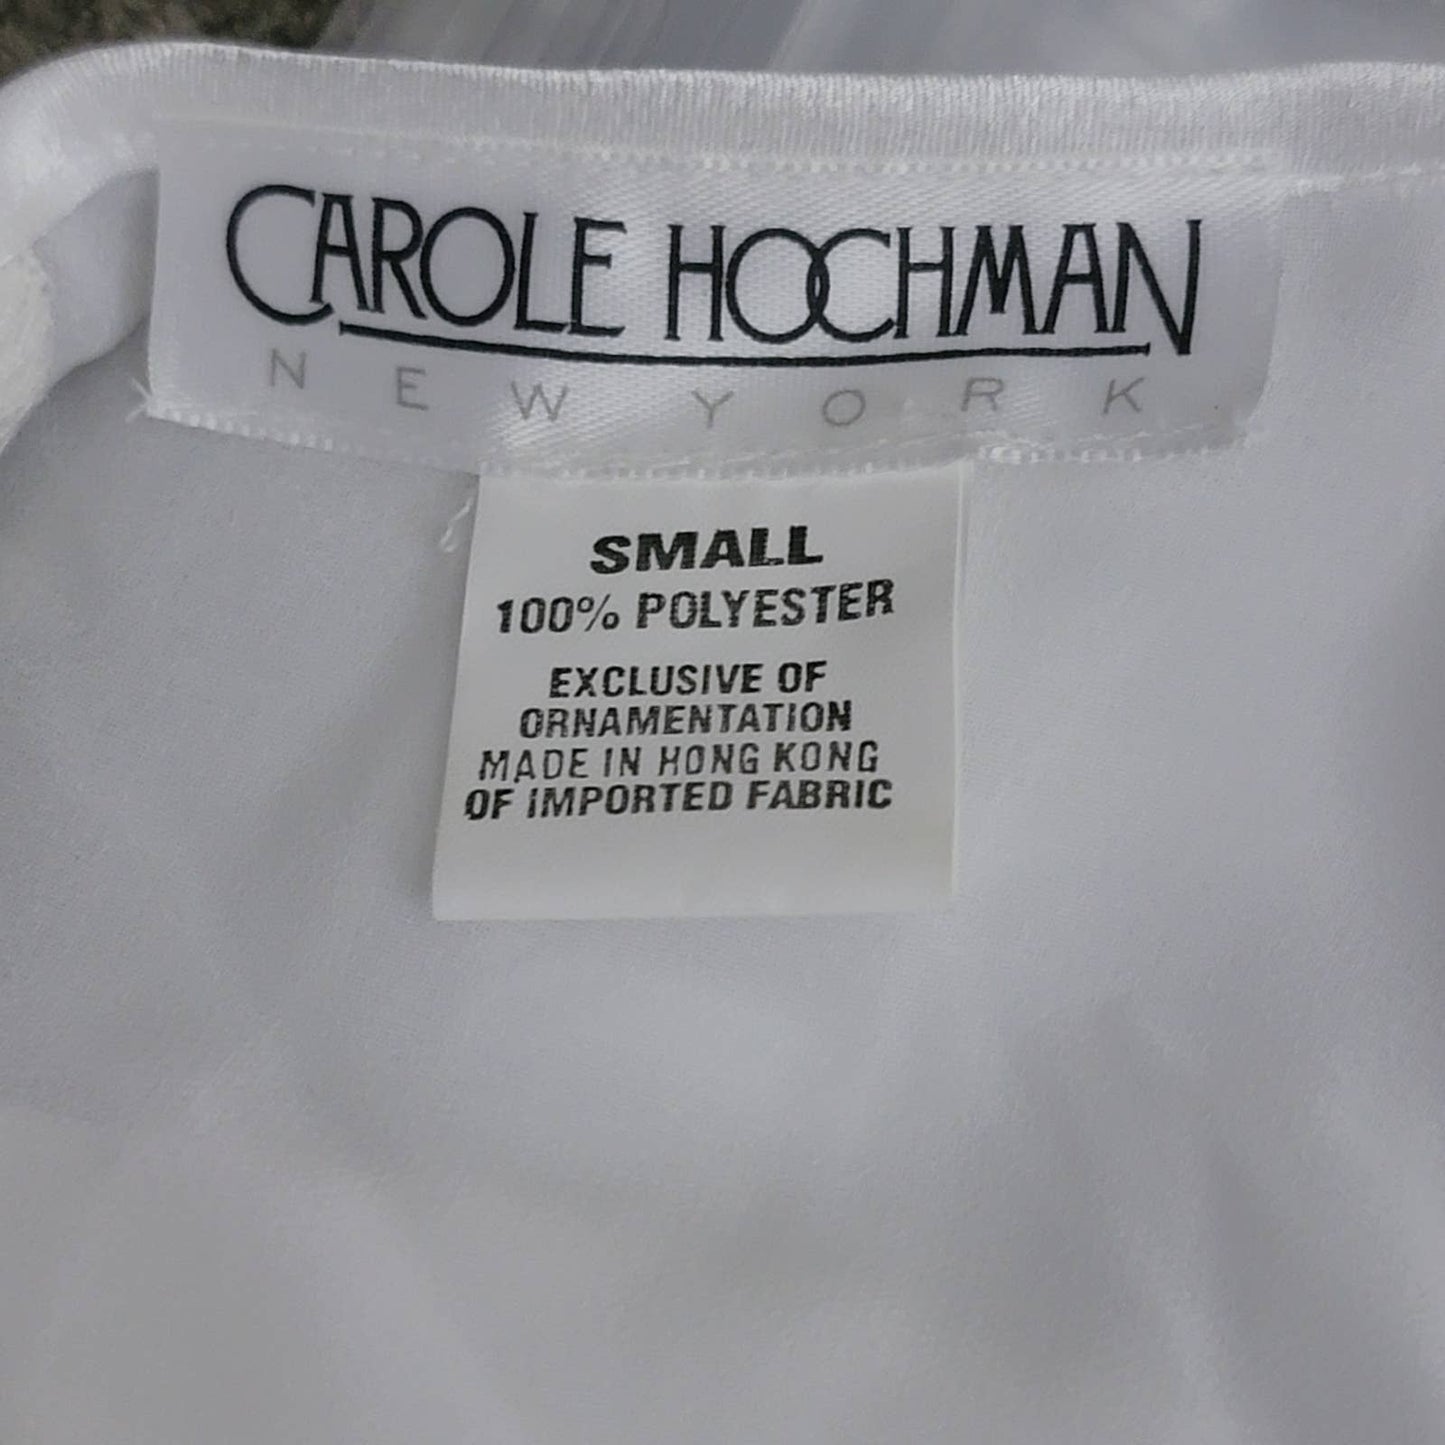 CAROLE HOCHMAN
NEW YORK
SMALL
100% POLYESTER
EXCLUSIVE OF
ORNAMENTATION
MADE IN HONG KONG
OF IMPORTED FABRIC